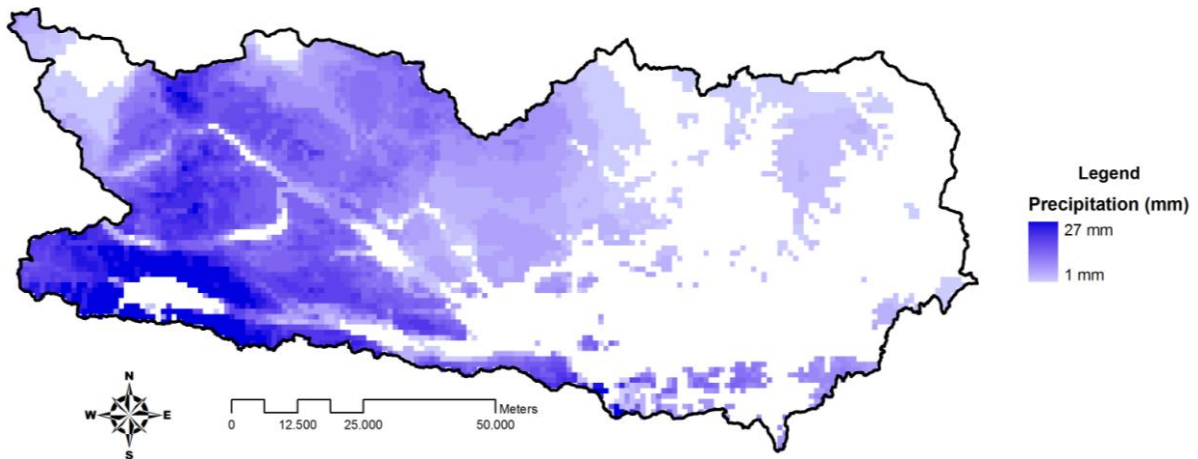 Legend
Precipitation (mm)
27 mm
1 mm
N
W E
S
Meters
0 12.500 25.000 50.000